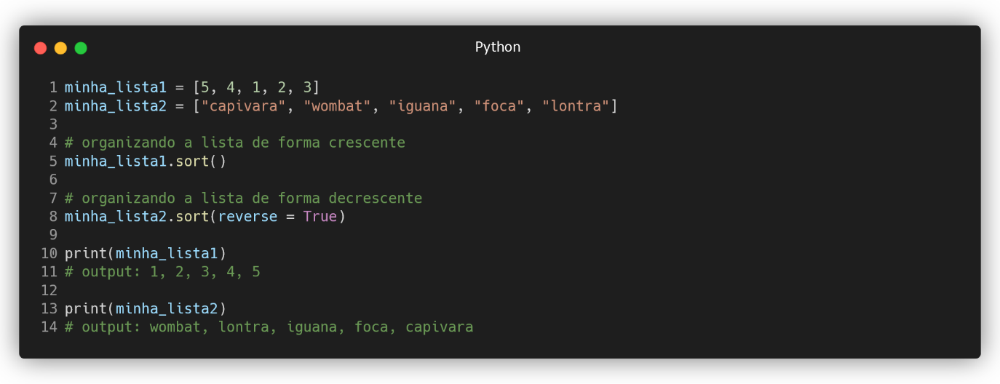 Python
1 minha_lista1 = [5, 4, 1, 2, 3]
2 minha_lista2 = ["capivara", "wombat", "iguana", "foca", "lontra"]
3
4 # organizando a lista de forma crescente
5 minha_lista1.sort()
6
7 # organizando a lista de forma decrescente
8 minha_lista2.sort(reverse = True)
9
10 print(minha_lista1)
11 # output: 1, 2, 3, 4, 5
12
13 print(minha_lista2)
14 # output: wombat, lontra, iguana, foca, capivara